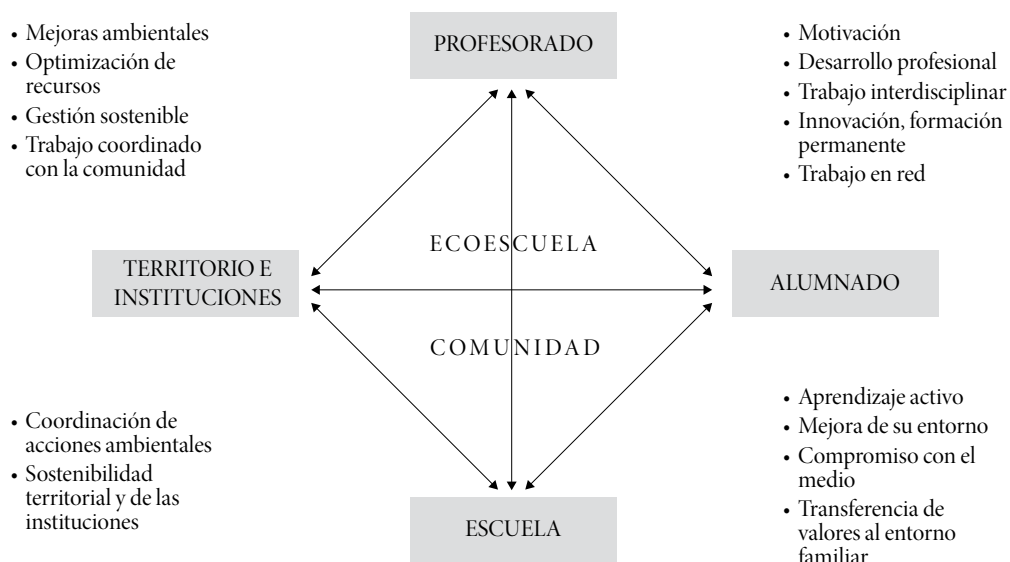 • Mejoras ambientales
• Optimización de
recursos
• Gestión sostenible
• Trabajo coordinado
con la comunidad
PROFESORADO
• Motivación
• Desarrollo profesional
• Trabajo interdisciplinar
• Innovación, formación
permanente
• Trabajo en red
ECOESCUELA
TERRITORIO E
INSTITUCIONES
ALUMNADO
COMUNIDAD
• Coordinación de
acciones ambientales
• Sostenibilidad
territorial y de las
instituciones
ESCUELA
• Aprendizaje activo
• Mejora de su entorno
• Compromiso con el
medio
• Transferencia de
valores al entorno
familiar